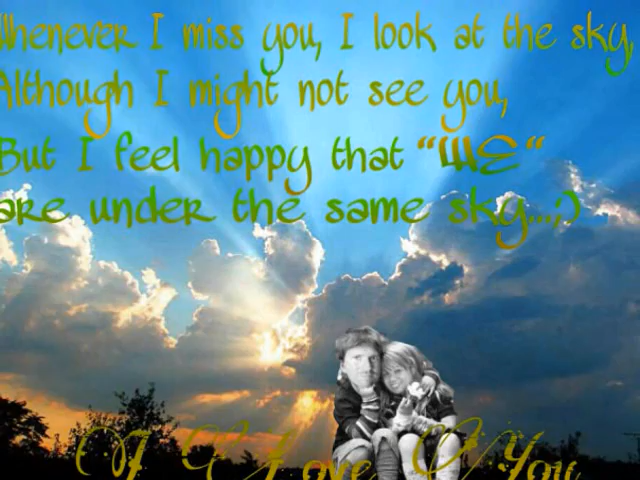 Whenever I miss you, I look at the sky,
Although I might not see you,
But I feel happy that "WE"
are under the same sky...;)
I Love You